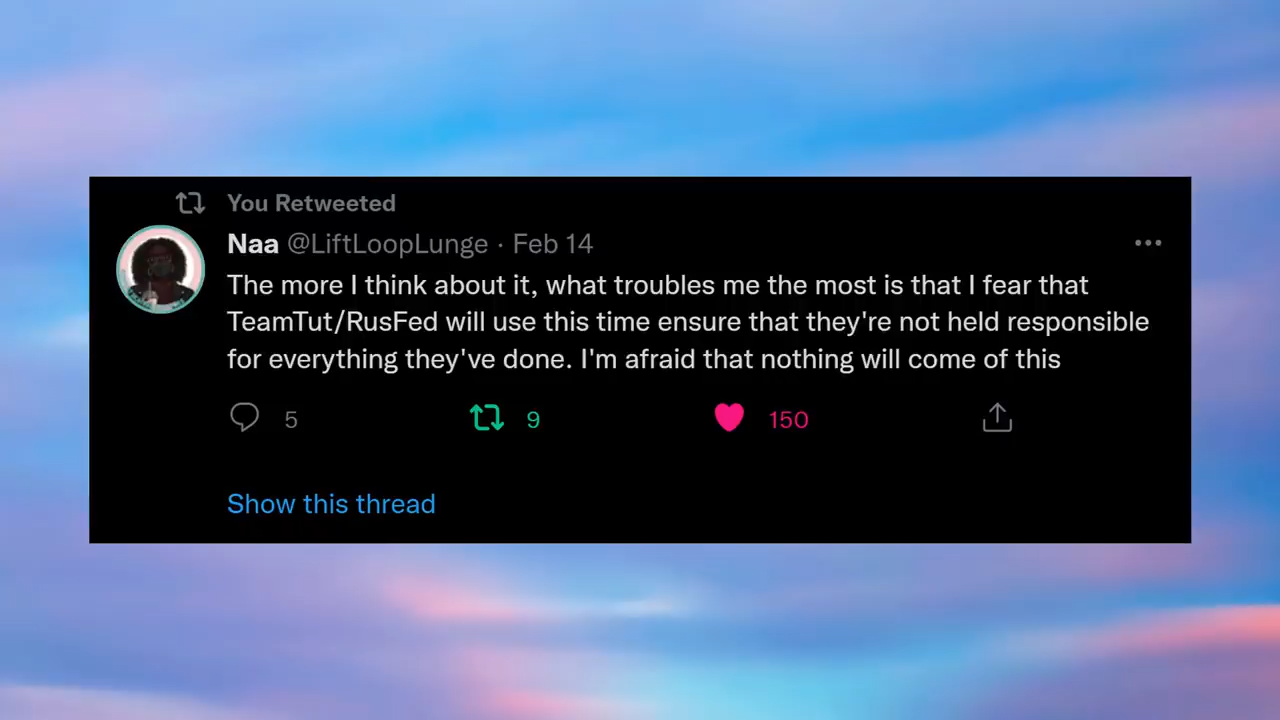 You Retweeted
Naa @LiftLoopLunge · Feb 14
The more I think about it, what troubles me the most is that I fear that
TeamTut/RusFed will use this time ensure that they're not held responsible
for everything they've done. I'm afraid that nothing will come of this
5 9 150
Show this thread